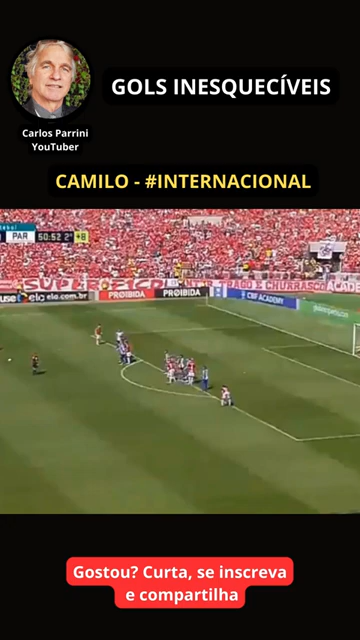 GOLS INESQUECÍVEIS
Carlos Parrini
YouTuber
CAMILO - #INTERNACIONAL
PAR 50:52 2º +8
PROIBIDA PROIBIDA
CBF ACADEMY
Gostou? Curta, se inscreva
e compartilha